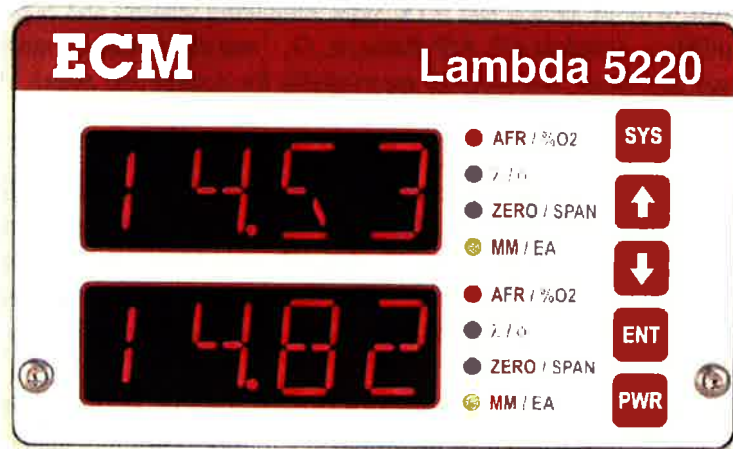 ECM
Lambda 5220
14.53
AFR / %O2
λ / Φ
ZERO / SPAN
MM / EA
14.82
AFR / %O2
λ / Φ
ZERO / SPAN
MM / EA
SYS
ENT
PWR